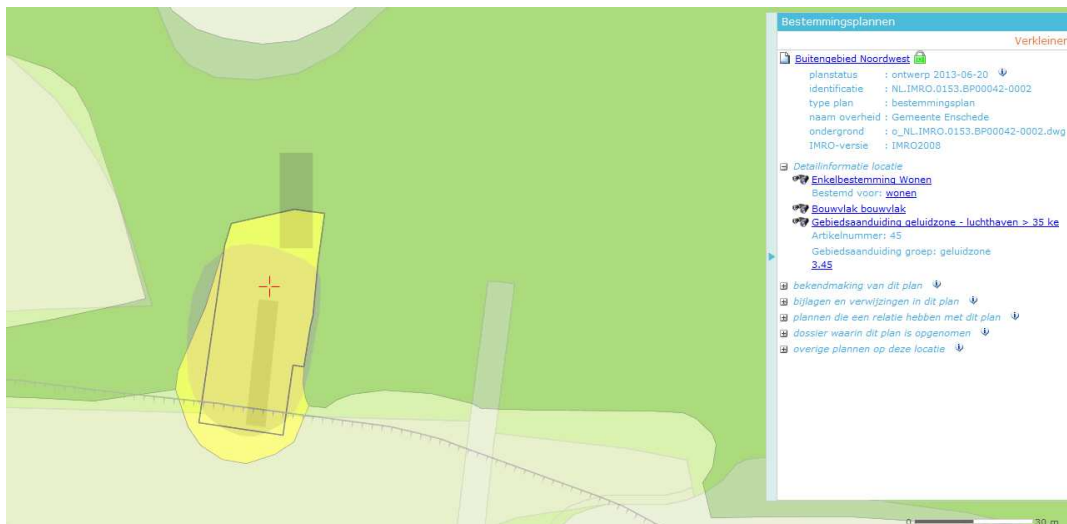 Bestemmingsplannen
Verkleinen
Buitengebied Noordwest
planstatus : ontwerp 2013-06-20
identificatie : NL.IMRO.0153.BP00042-0002
type plan : bestemmingsplan
naam overheid : Gemeente Enschede
ondergrond : o_NL.IMRO.0153.BP00042-0002.dwg
IMRO-versie : IMRO2008
Detailinformatie locatie
Enkelbestemming Wonen
Bestemd voor: wonen
Bouwvlak bouwvlak
Gebiedsaanduiding geluidzone - luchthaven > 35 ke
Artikelnummer: 45
Gebiedsaanduiding groep: geluidzone
3.45
bekendmaking van dit plan
bijlagen en verwijzingen in dit plan
plannen die een relatie hebben met dit plan
dossier waarin dit plan is opgenomen
overige plannen op deze locatie
0 30 m